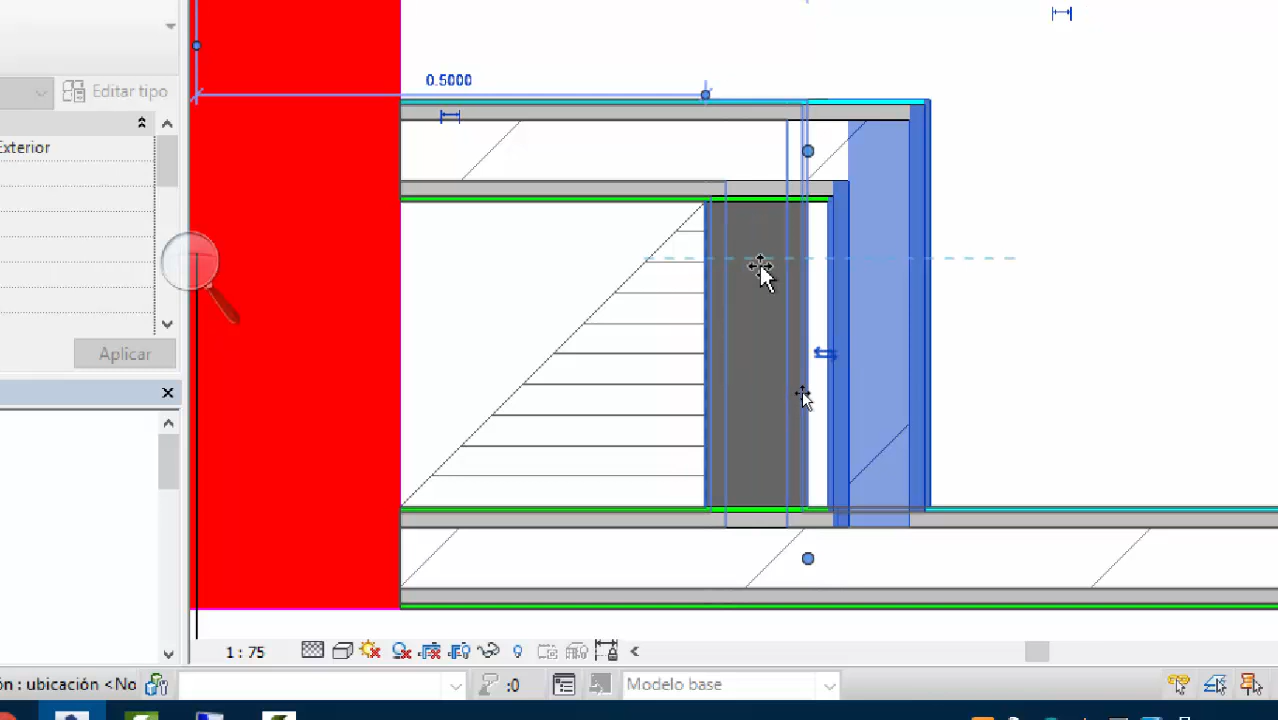 0.5000
Editar tipo
Exterior
Aplicar
1 : 75
ón : ubicación <No
:0
Modelo base